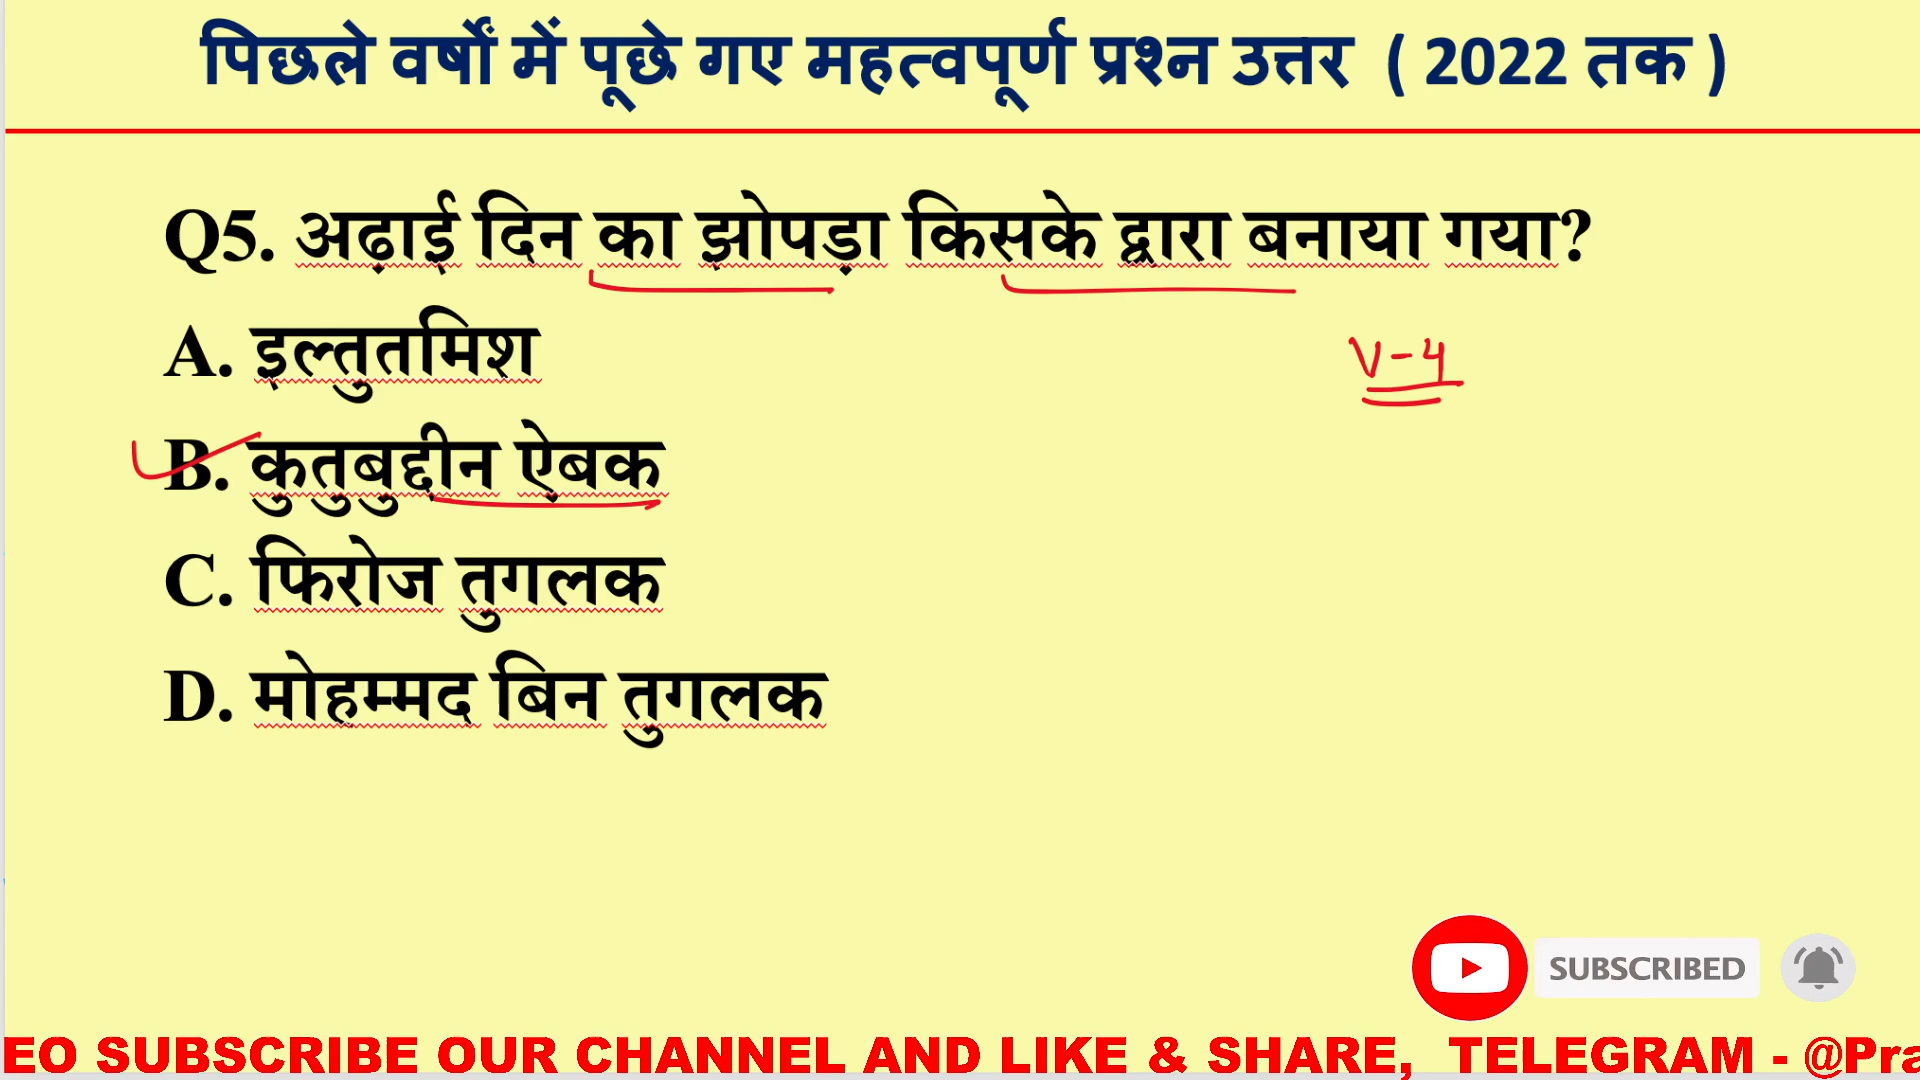 पिछले वर्षों में पूछे गए महत्वपूर्ण प्रश्न उत्तर ( 2022 तक )
Q5. अढ़ाई दिन का झोपड़ा किसके द्वारा बनाया गया?
A. इल्तुतमिश
V-4
B. कुतुबुद्दीन ऐबक
C. फिरोज तुगलक
D. मोहम्मद बिन तुगलक
SUBSCRIBED
EO SUBSCRIBE OUR CHANNEL AND LIKE & SHARE, TELEGRAM - @Pra